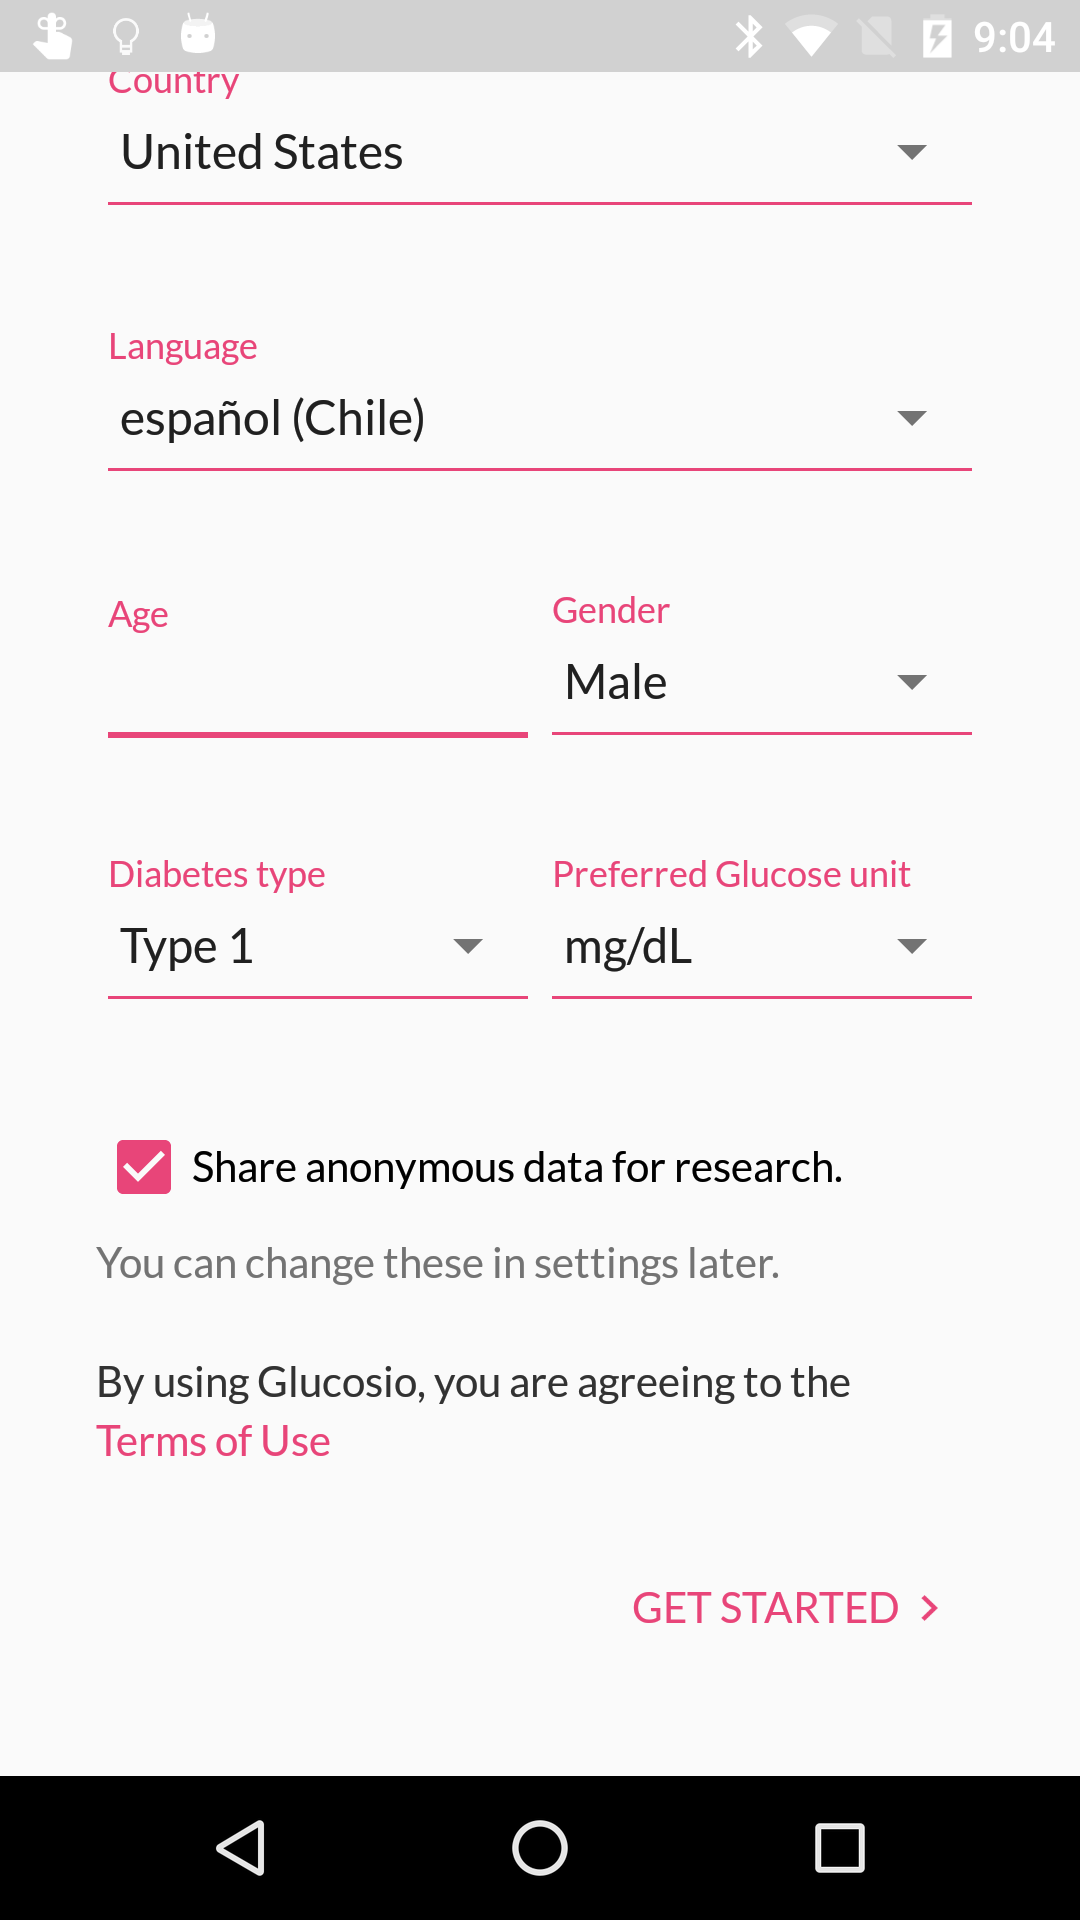 9:04
Country
United States
Language
español (Chile)
Age
Gender
Male
Diabetes type
Preferred Glucose unit
Type 1
mg/dL
Share anonymous data for research.
You can change these in settings later.
By using Glucosio, you are agreeing to the
Terms of Use
GET STARTED